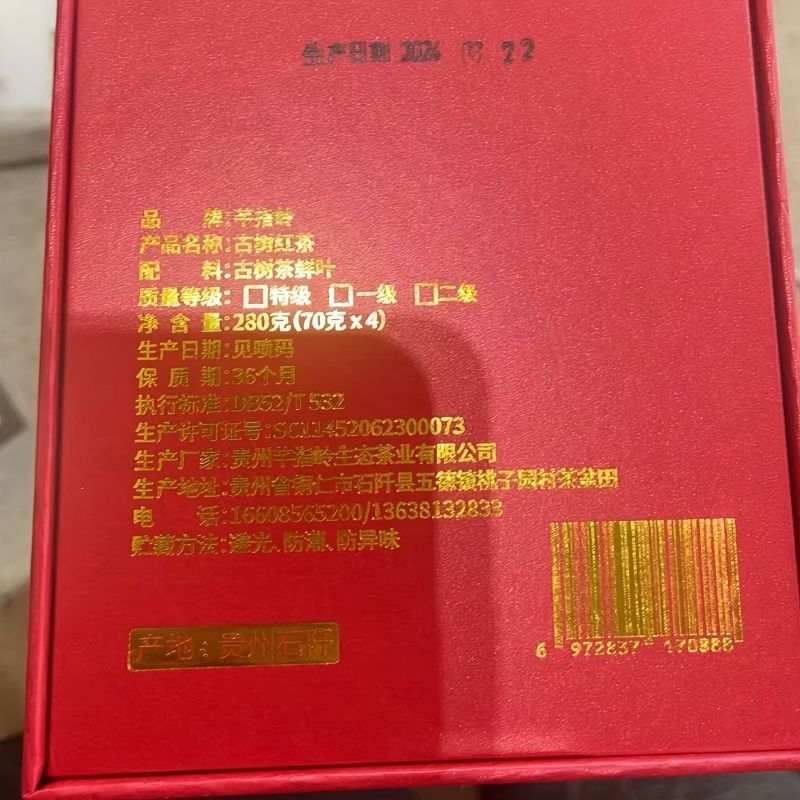 生产日期 2024 22
品 牌:芊指岭
产品名称:古树红茶
配 料:古树茶鲜叶
质量等级:□特级 □一级 □二级
净含量:280克(70克x4)
生产日期:见喷码
保质期:36个月
执行标准:DB52/T 532
生产许可证号:SC11452062300073
生产厂家:贵州芊指岭生态茶业有限公司
生产地址:贵州省铜仁市石阡县五德镇桃子园村茶盆田
电 话:16608565200/13638132833
贮藏方法:避光、防潮、防异味
产地:贵州石阡
6 972837 170888